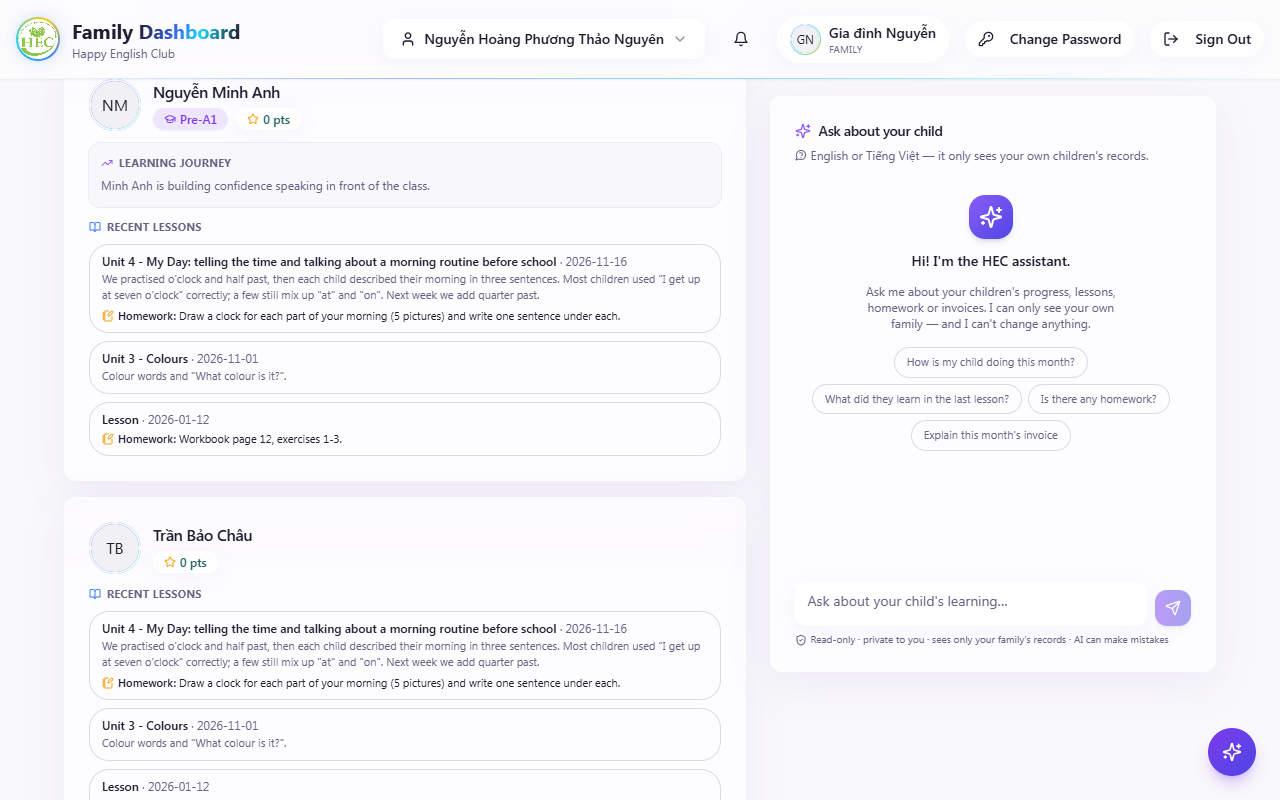 HEC
Family Dashboard
Happy English Club
Nguyễn Hoàng Phương Thảo Nguyên
GN
Gia đình Nguyễn
FAMILY
Change Password
Sign Out
NM
Nguyễn Minh Anh
Pre-A1
0 pts
LEARNING JOURNEY
Minh Anh is building confidence speaking in front of the class.
RECENT LESSONS
Unit 4 - My Day: telling the time and talking about a morning routine before school · 2026-11-16
We practised o'clock and half past, then each child described their morning in three sentences. Most children used "I get up
at seven o'clock" correctly; a few still mix up "at" and "on". Next week we add quarter past.
Homework: Draw a clock for each part of your morning (5 pictures) and write one sentence under each.
Unit 3 - Colours · 2026-11-01
Colour words and "What colour is it?".
Lesson · 2026-01-12
Homework: Workbook page 12, exercises 1-3.
TB
Trần Bảo Châu
0 pts
RECENT LESSONS
Unit 4 - My Day: telling the time and talking about a morning routine before school · 2026-11-16
We practised o'clock and half past, then each child described their morning in three sentences. Most children used "I get up
at seven o'clock" correctly; a few still mix up "at" and "on". Next week we add quarter past.
Homework: Draw a clock for each part of your morning (5 pictures) and write one sentence under each.
Unit 3 - Colours · 2026-11-01
Colour words and "What colour is it?".
Lesson · 2026-01-12
Ask about your child
English or Tiếng Việt — it only sees your own children's records.
Hi! I'm the HEC assistant.
Ask me about your children's progress, lessons,
homework or invoices. I can only see your own
family — and I can't change anything.
How is my child doing this month?
What did they learn in the last lesson?
Is there any homework?
Explain this month's invoice
Ask about your child's learning...
Read-only · private to you · sees only your family's records · AI can make mistakes